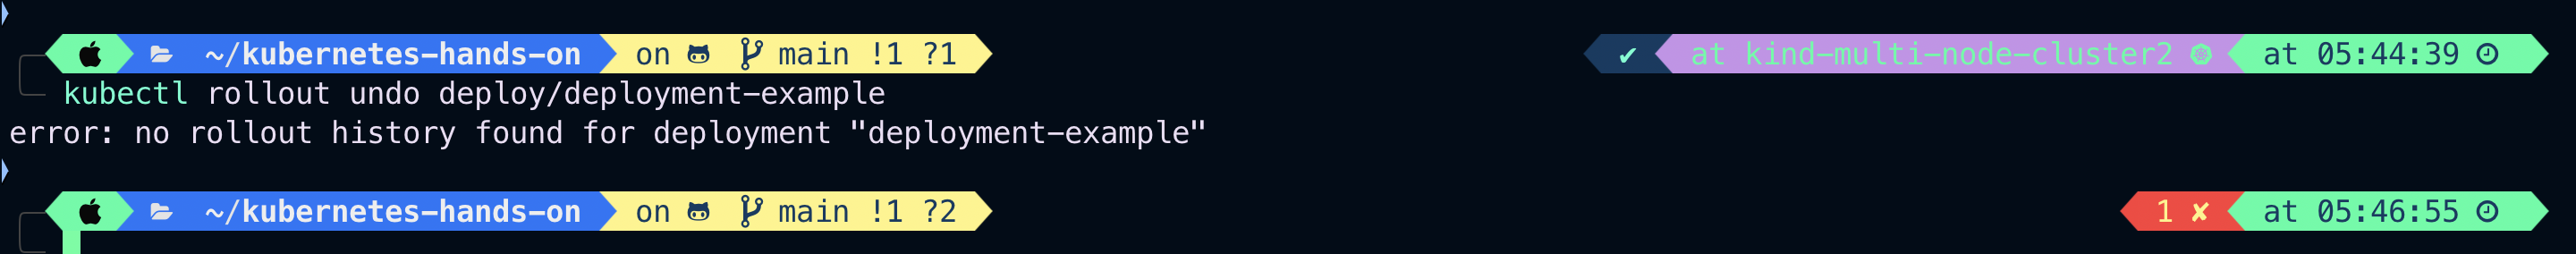 ~/kubernetes-hands-on on main !1 ?1 ✔ at kind-multi-node-cluster2 at 05:44:39
kubectl rollout undo deploy/deployment-example
error: no rollout history found for deployment "deployment-example"
~/kubernetes-hands-on on main !1 ?2 1 ✘ at 05:46:55